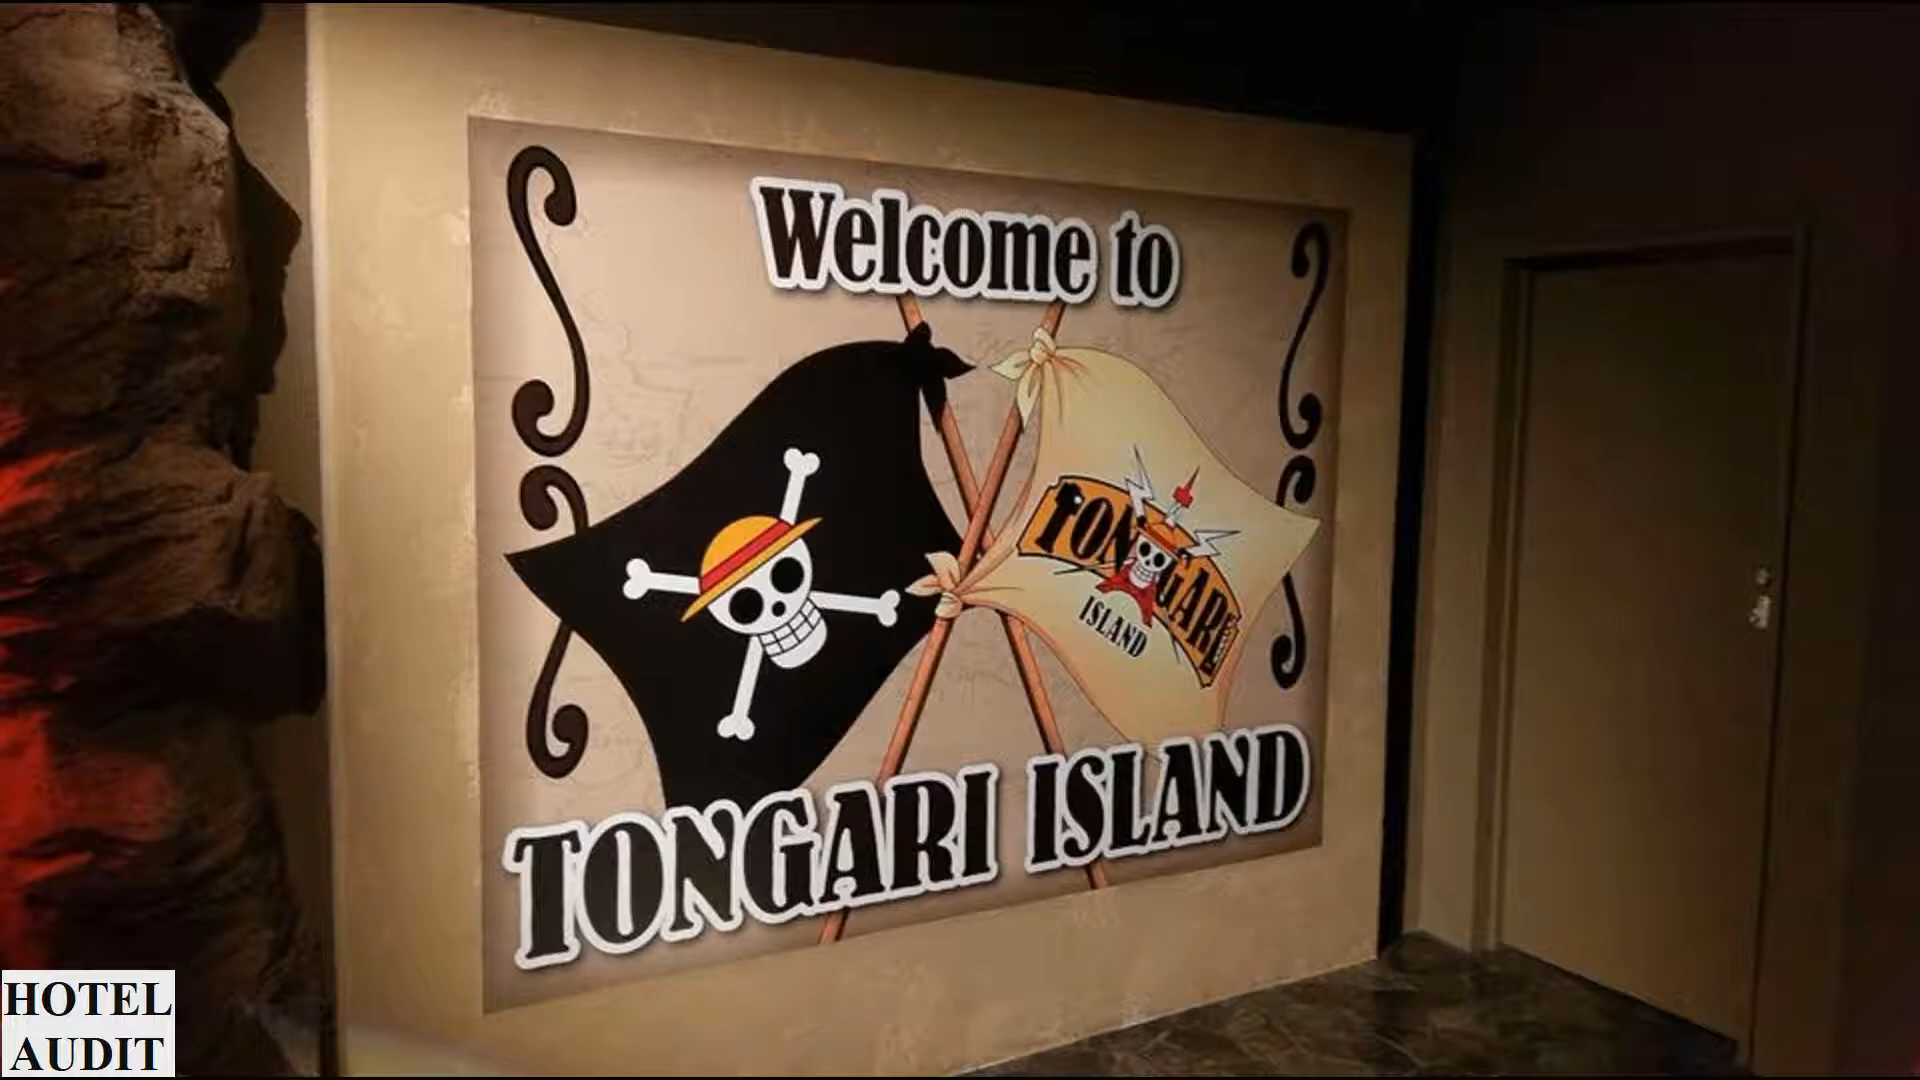 Welcome to
TONGARI
ISLAND
TONGARI ISLAND
HOTEL
AUDIT